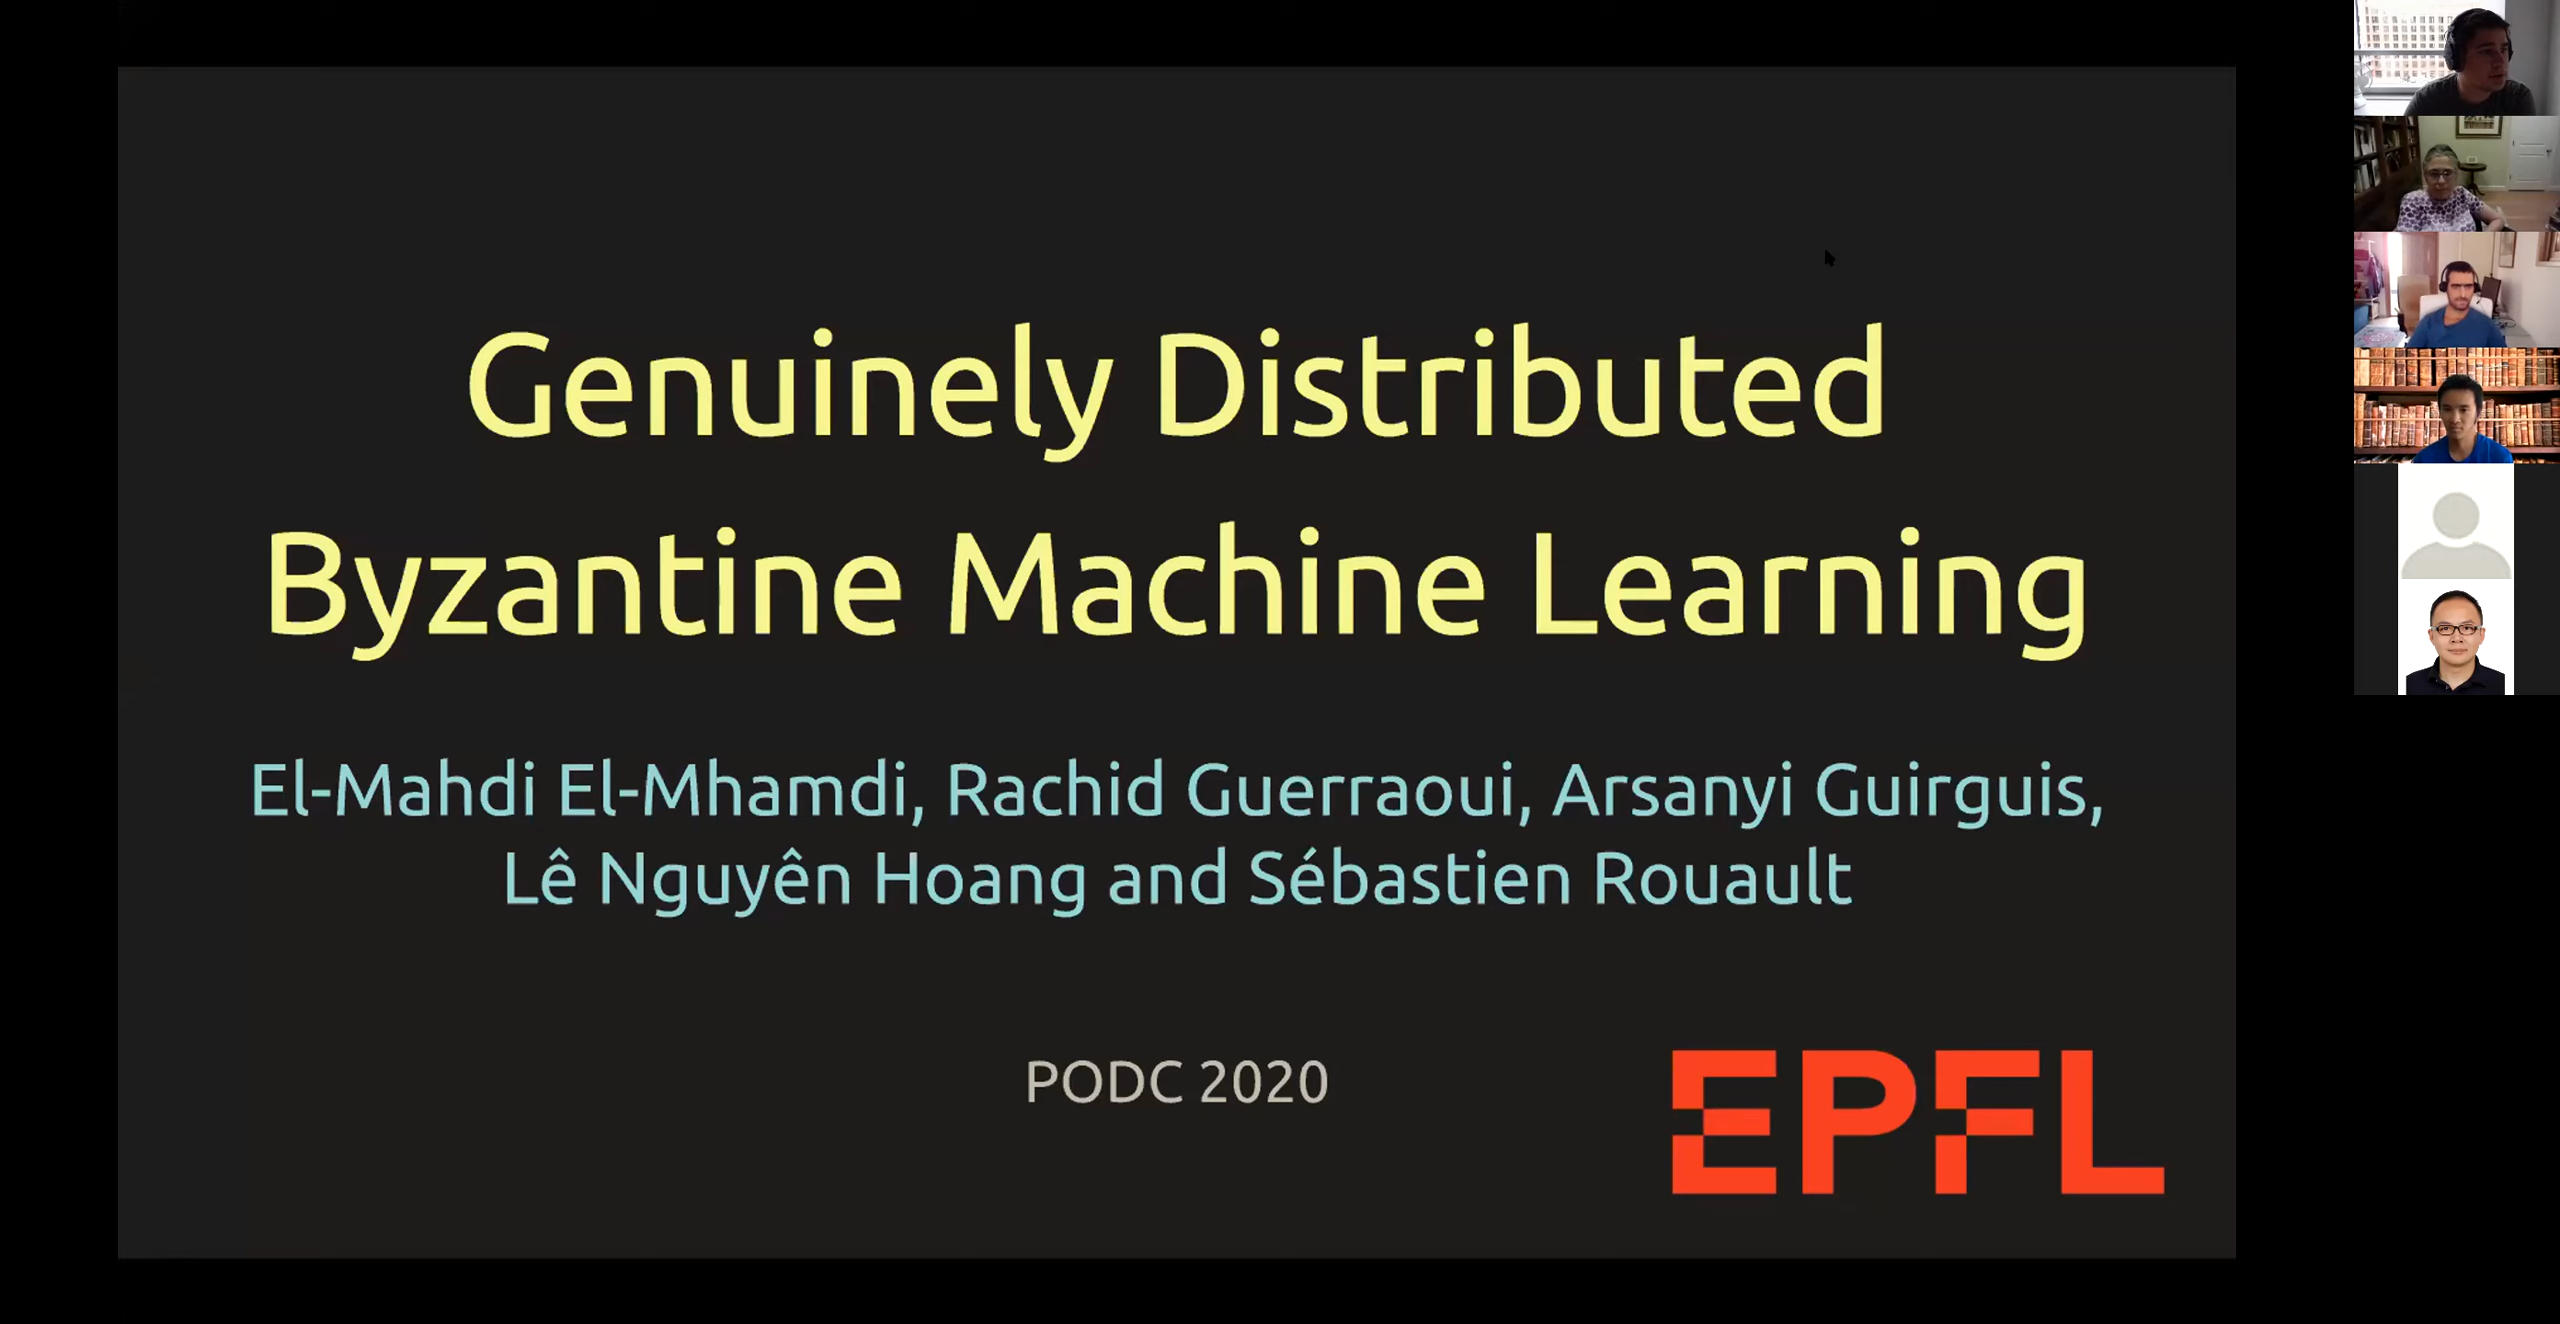 Genuinely Distributed
Byzantine Machine Learning
El-Mahdi El-Mhamdi, Rachid Guerraoui, Arsanyi Guirguis,
Lê Nguyên Hoang and Sébastien Rouault
PODC 2020
EPFL